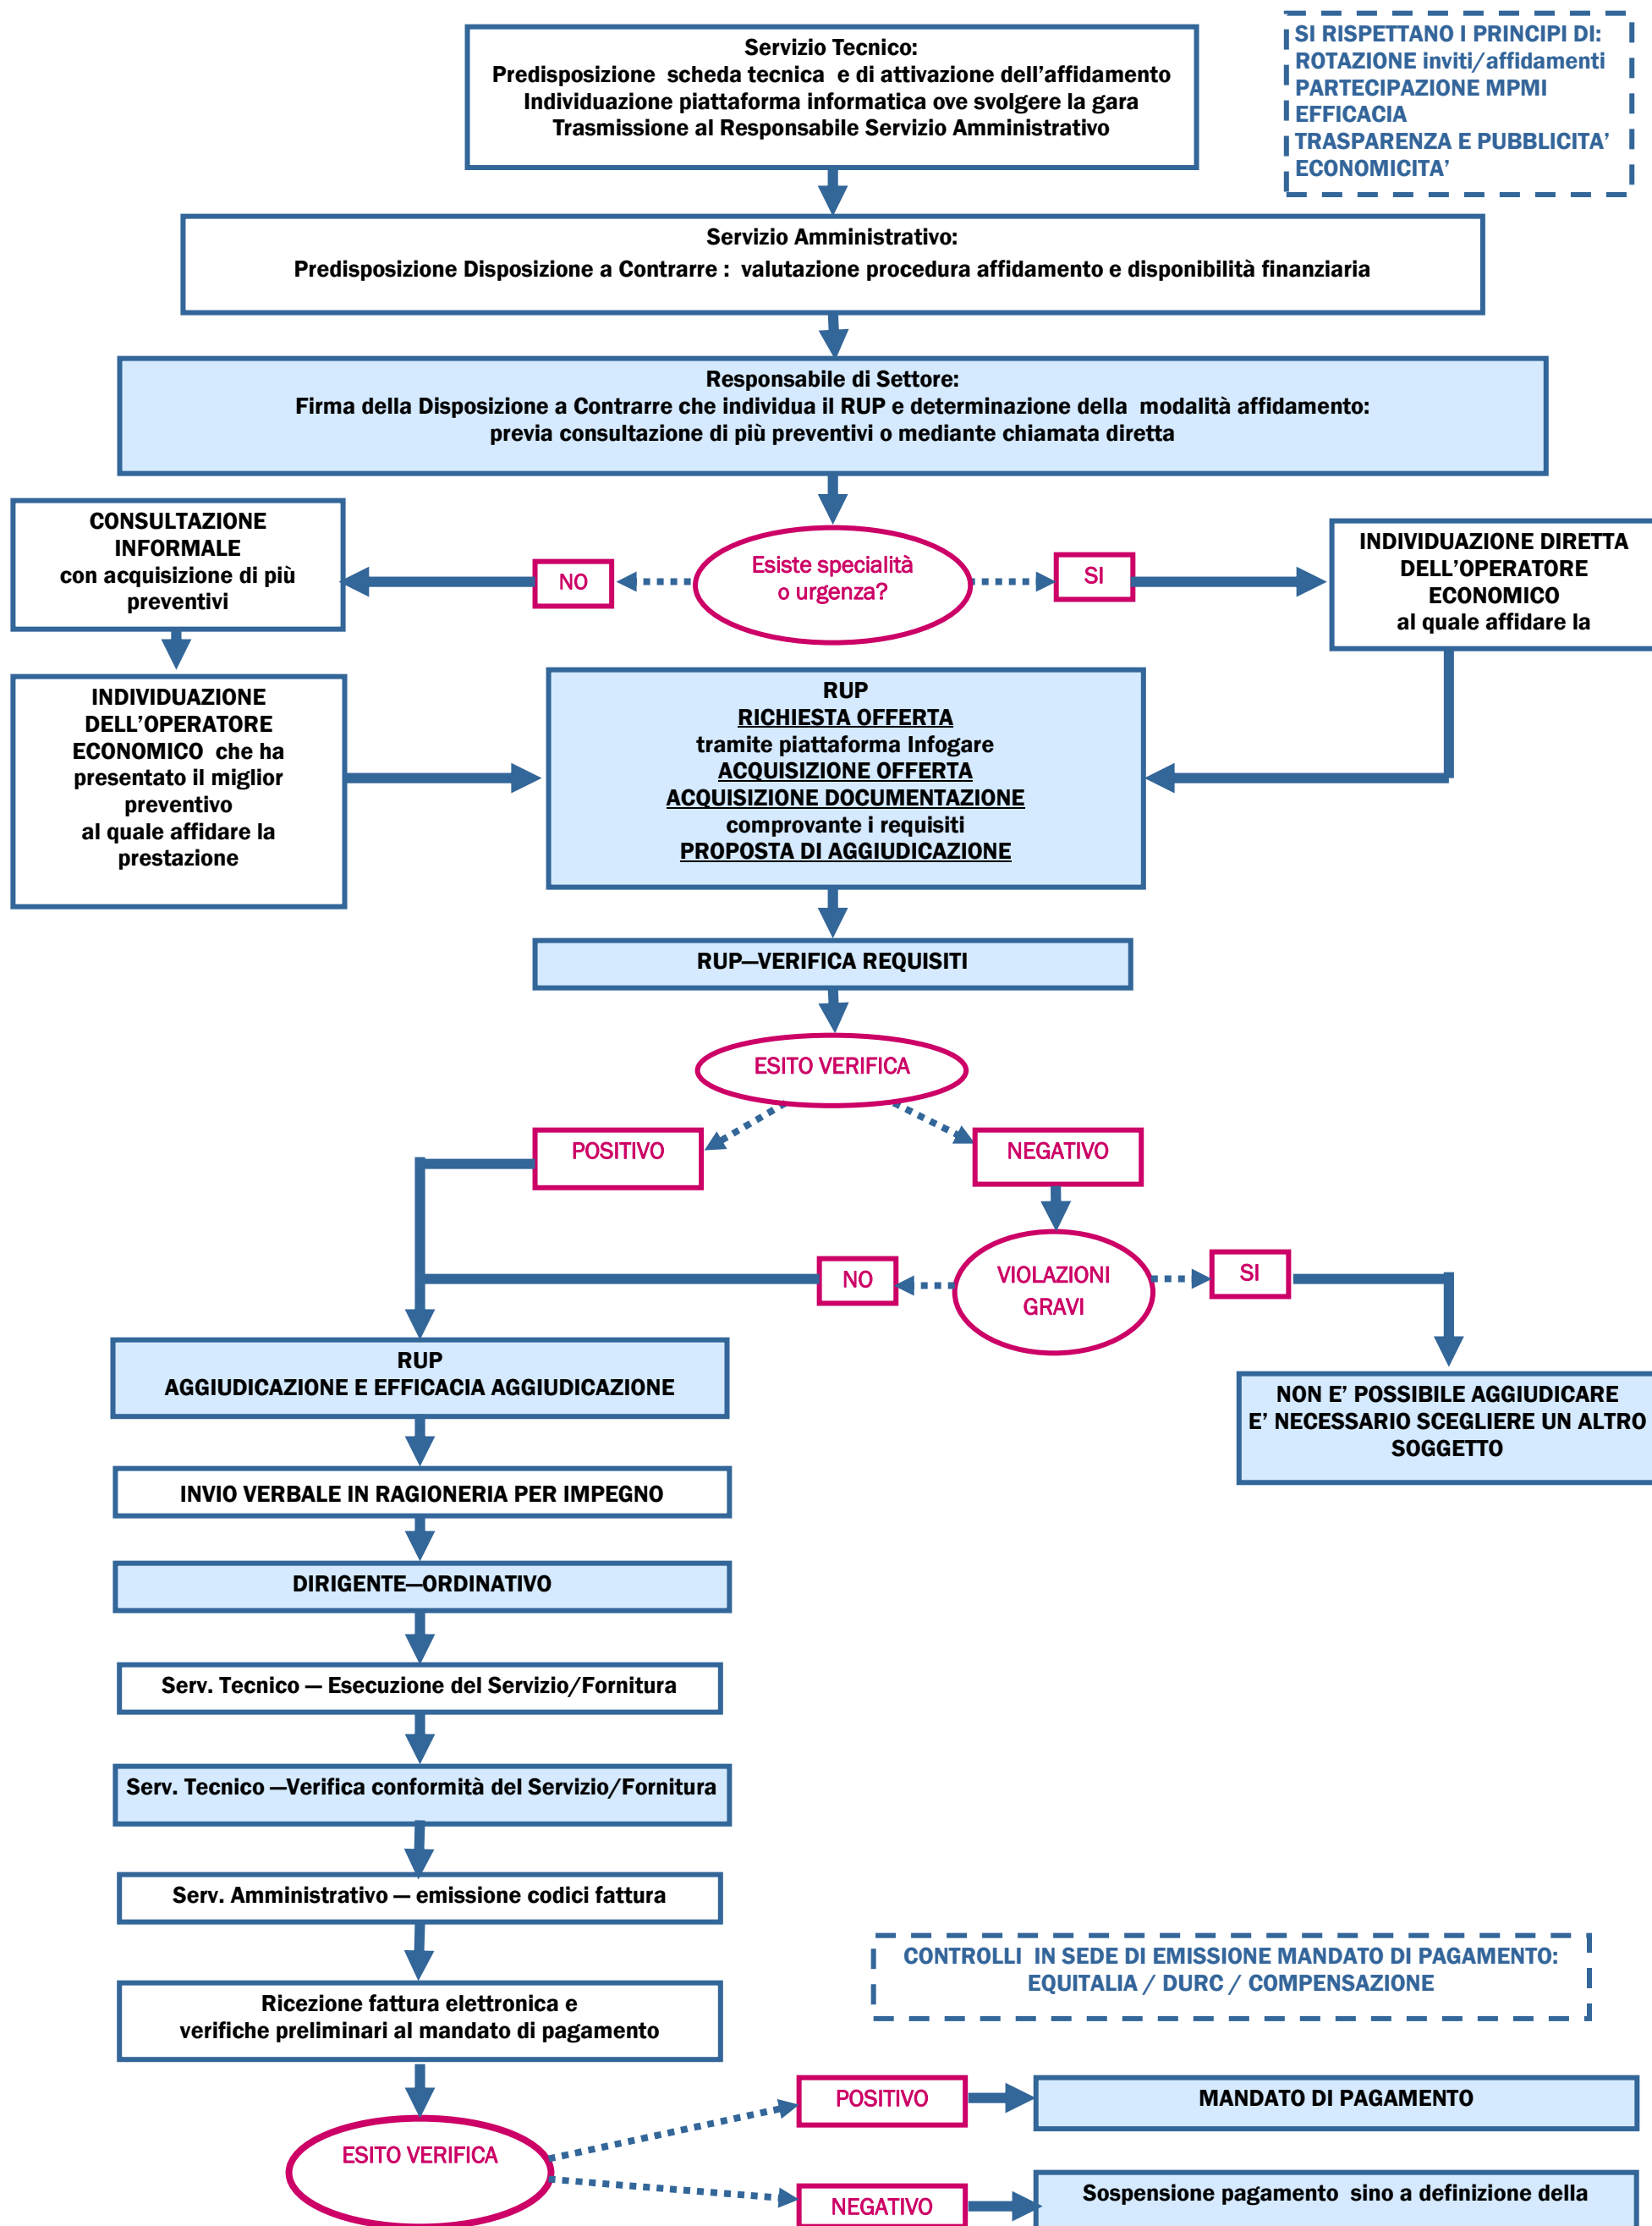 Servizio Tecnico:
Predisposizione scheda tecnica e di attivazione dell'affidamento
Individuazione piattaforma informatica ove svolgere la gara
Trasmissione al Responsabile Servizio Amministrativo
SI RISPETTANO I PRINCIPI DI:
ROTAZIONE inviti/affidamenti
PARTECIPAZIONE MPMI
EFFICACIA
TRASPARENZA E PUBBLICITA'
ECONOMICITA'
Servizio Amministrativo:
Predisposizione Disposizione a Contrarre : valutazione procedura affidamento e disponibilità finanziaria
Responsabile di Settore:
Firma della Disposizione a Contrarre che individua il RUP e determinazione della modalità affidamento:
previa consultazione di più preventivi o mediante chiamata diretta
CONSULTAZIONE
INFORMALE
con acquisizione di più
preventivi
NO
Esiste specialità
o urgenza?
SI
INDIVIDUAZIONE DIRETTA
DELL'OPERATORE
ECONOMICO
al quale affidare la
INDIVIDUAZIONE
DELL'OPERATORE
ECONOMICO che ha
presentato il miglior
preventivo
al quale affidare la
prestazione
RUP
RICHIESTA OFFERTA
tramite piattaforma Infogare
ACQUISIZIONE OFFERTA
ACQUISIZIONE DOCUMENTAZIONE
comprovante i requisiti
PROPOSTA DI AGGIUDICAZIONE
RUP—VERIFICA REQUISITI
ESITO VERIFICA
POSITIVO
NEGATIVO
NO
VIOLAZIONI
GRAVI
SI
RUP
AGGIUDICAZIONE E EFFICACIA AGGIUDICAZIONE
NON E' POSSIBILE AGGIUDICARE
E' NECESSARIO SCEGLIERE UN ALTRO
SOGGETTO
INVIO VERBALE IN RAGIONERIA PER IMPEGNO
DIRIGENTE—ORDINATIVO
Serv. Tecnico — Esecuzione del Servizio/Fornitura
Serv. Tecnico —Verifica conformità del Servizio/Fornitura
Serv. Amministrativo — emissione codici fattura
CONTROLLI IN SEDE DI EMISSIONE MANDATO DI PAGAMENTO:
EQUITALIA / DURC / COMPENSAZIONE
Ricezione fattura elettronica e
verifiche preliminari al mandato di pagamento
POSITIVO
MANDATO DI PAGAMENTO
ESITO VERIFICA
NEGATIVO
Sospensione pagamento sino a definizione della